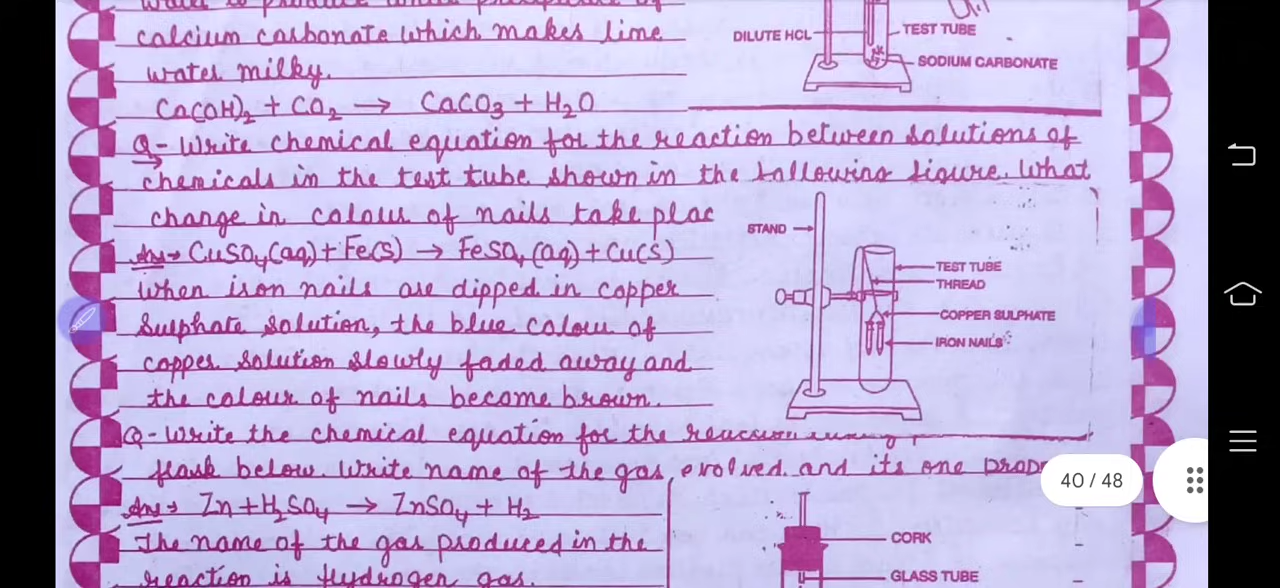 calcium carbonate which makes lime
water milky.
Ca(OH)₂ + CO₂ ⟶ CaCO₃ + H₂O
DILUTE HCL
TEST TUBE
SODIUM CARBONATE
Q- Write chemical equation for the reaction between solutions of
chemicals in the test tube shown in the following figure. What
change in colour of nails take plac
Ans→ CuSO₄(aq) + Fe(S) → FeSO₄(aq) + Cu(S)
When iron nails are dipped in copper
Sulphate solution, the blue colour of
copper solution slowly faded away and
the colour of nails become brown.
STAND
TEST TUBE
THREAD
COPPER SULPHATE
IRON NAILS
Q- Write the chemical equation for the
flask below Write name of the gas evolved and its one
Ans→ Zn + H₂SO₄ → ZnSO₄ + H₂
The name of the gas produced in the
reaction is Hydrogen gas.
CORK
GLASS TUBE
40 / 48